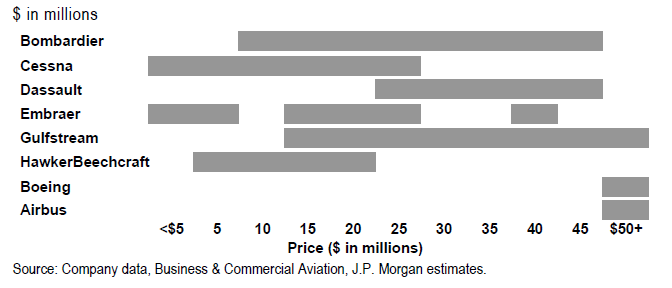 $ in millions
Bombardier
Cessna
Dassault
Embraer
Gulfstream
HawkerBeechcraft
Boeing
Airbus
<$5 5 10 15 20 25 30 35 40 45 $50+
Price ($ in millions)
Source: Company data, Business & Commercial Aviation, J.P. Morgan estimates.